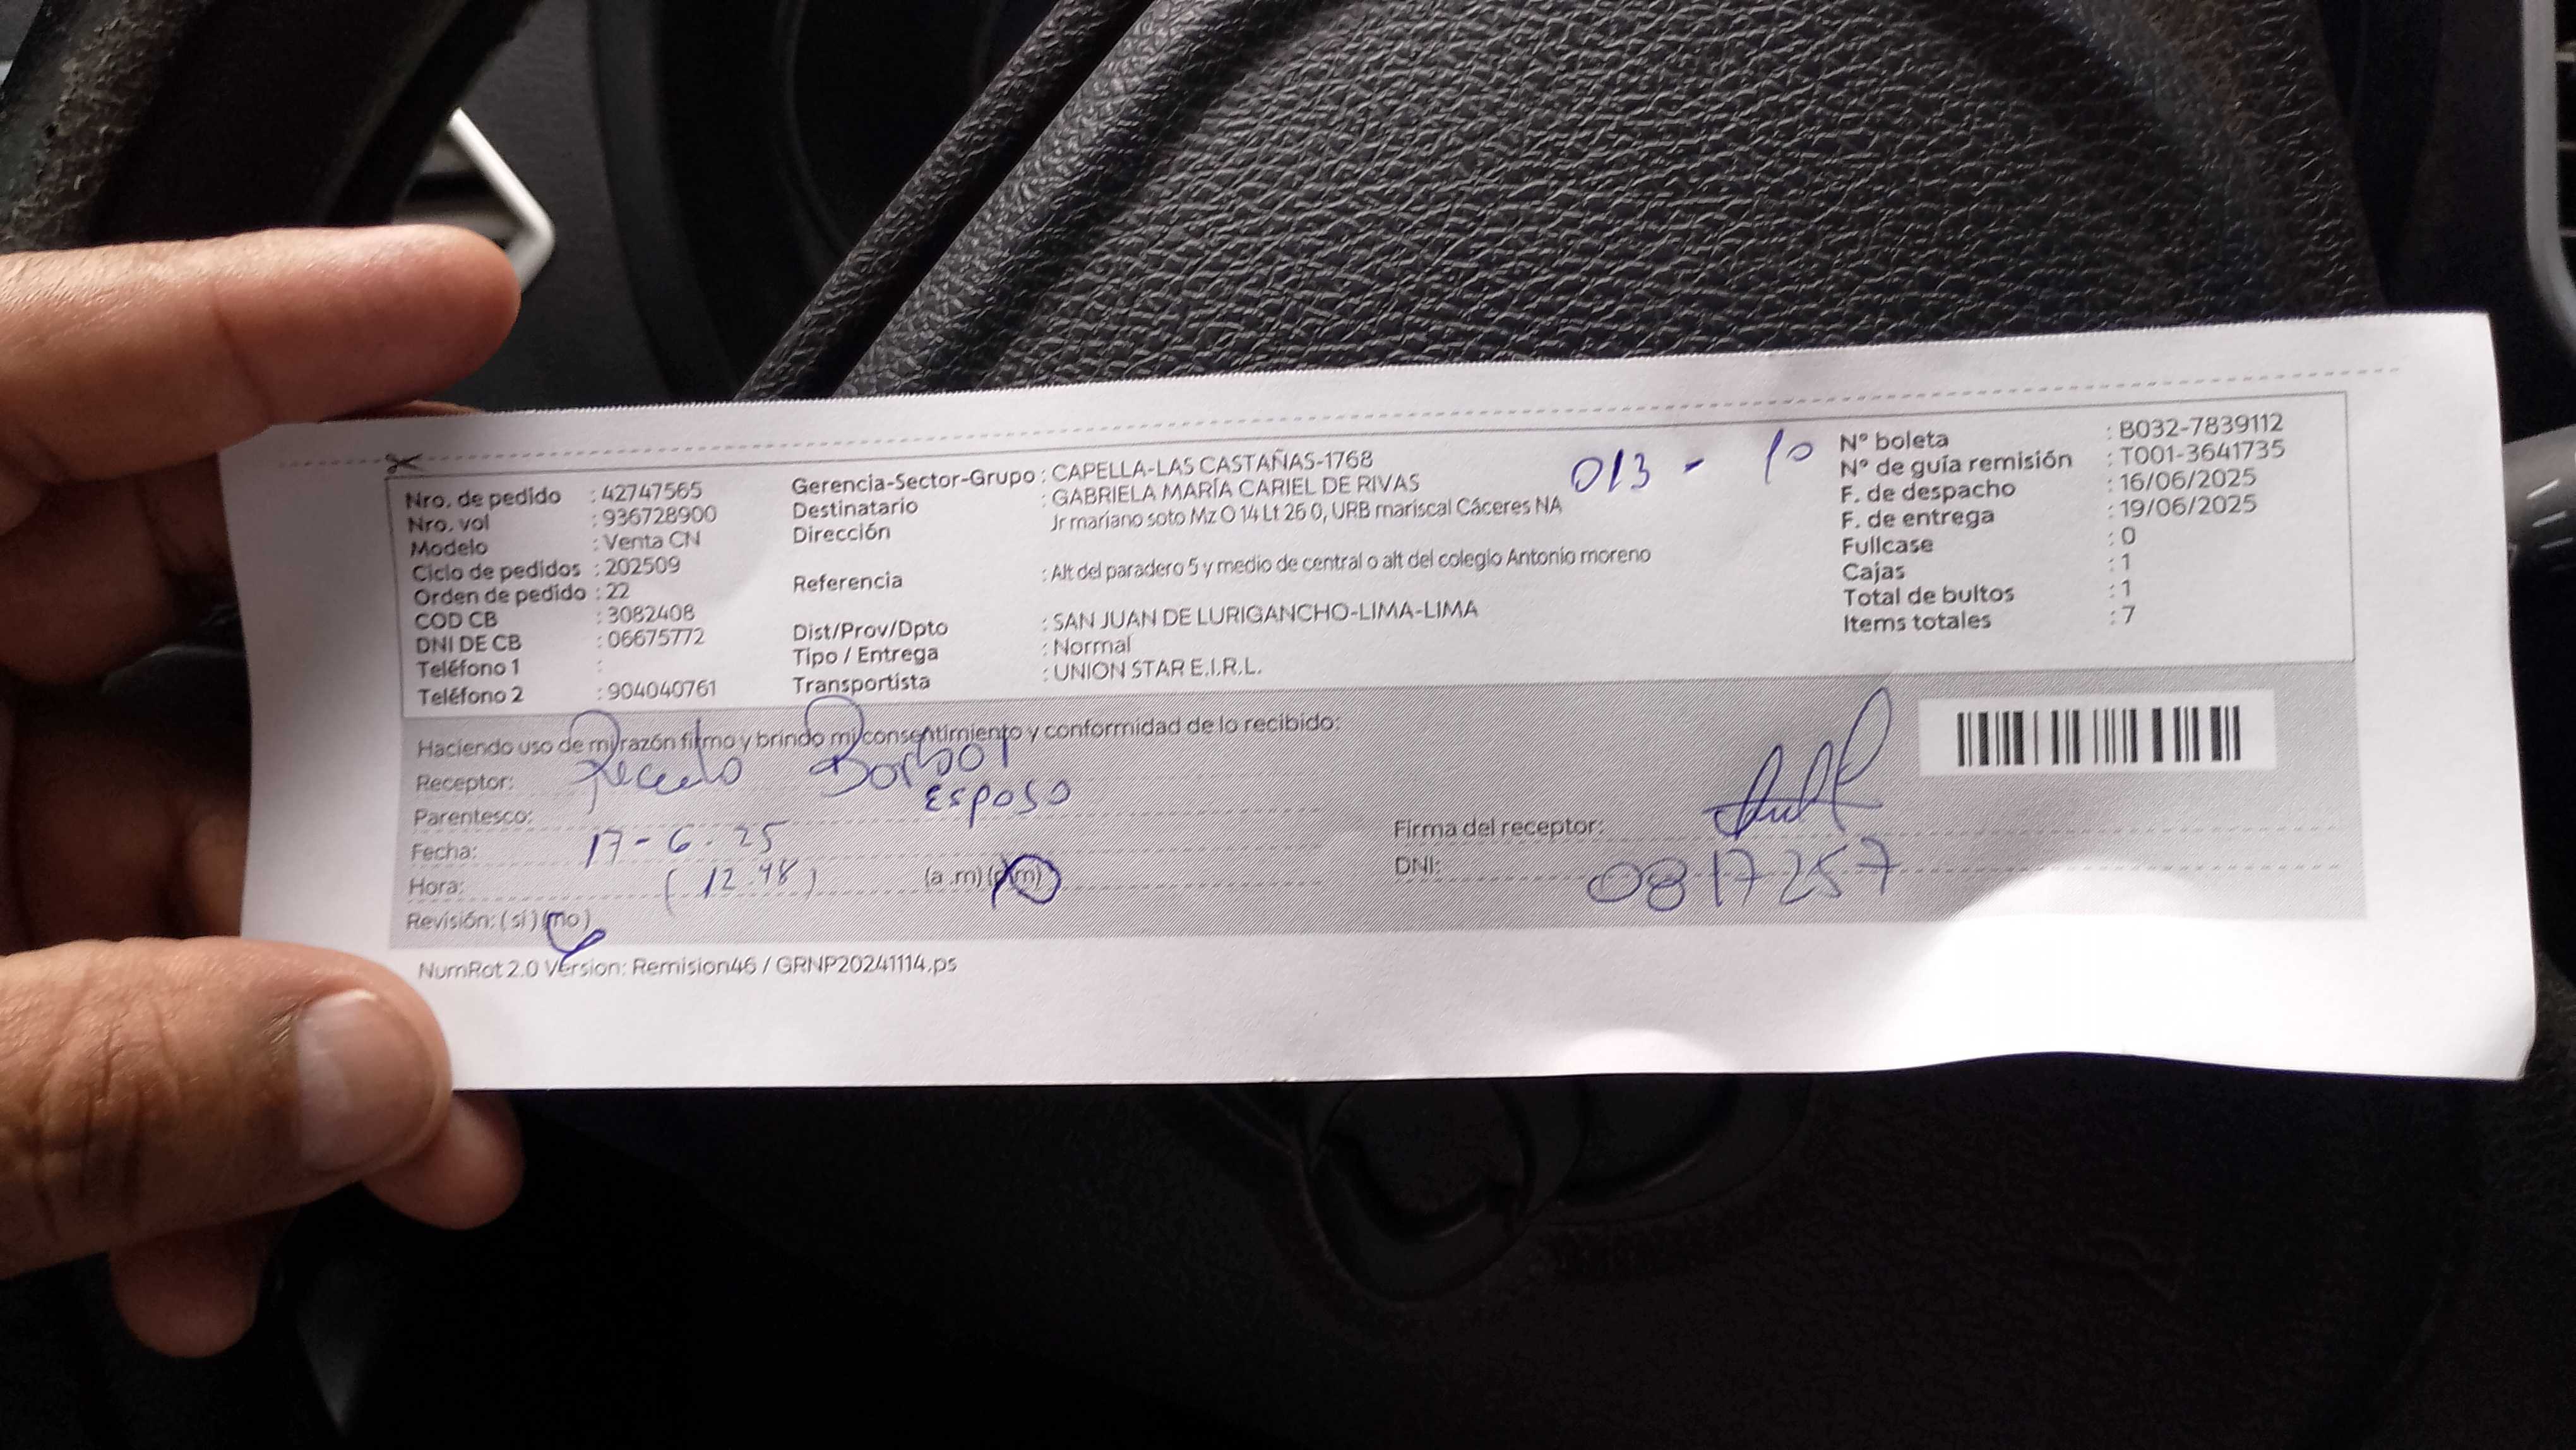 Nro. de pedido : 42747565
Nro. vol : 936728900
Modelo : Venta CN
Ciclo de pedidos : 202509
Orden de pedido : 22
COD CB : 3082408
DNI DE CB : 06675772
Teléfono 1 :
Teléfono 2 : 904040761
Gerencia-Sector-Grupo : CAPELLA-LAS CASTAÑAS-1768
Destinatario : GABRIELA MARÍA CARIEL DE RIVAS
Dirección Jr mariano soto Mz O 14 Lt 26 0, URB mariscal Cáceres NA
Referencia : Alt del paradero 5 y medio de central o alt del colegio Antonio moreno
Dist/Prov/Dpto : SAN JUAN DE LURIGANCHO-LIMA-LIMA
Tipo / Entrega : Normal
Transportista : UNION STAR E.I.R.L.
013 - 10
N° boleta : B032-7839112
N° de guía remisión : T001-3641735
F. de despacho : 16/06/2025
F. de entrega : 19/06/2025
Fullcase : 0
Cajas : 1
Total de bultos : 1
Items totales : 7
Haciendo uso de mi razón firmo y brindo mi consentimiento y conformidad de lo recibido:
Receptor:
Parentesco: Esposo
Fecha: 17-6-25
Hora: (12.48) (a.m) (p.m)
Revisión: (si) (no)
Firma del receptor:
DNI: 0817257
NumRot 2.0 Version: Remision46 / GRNP20241114.ps